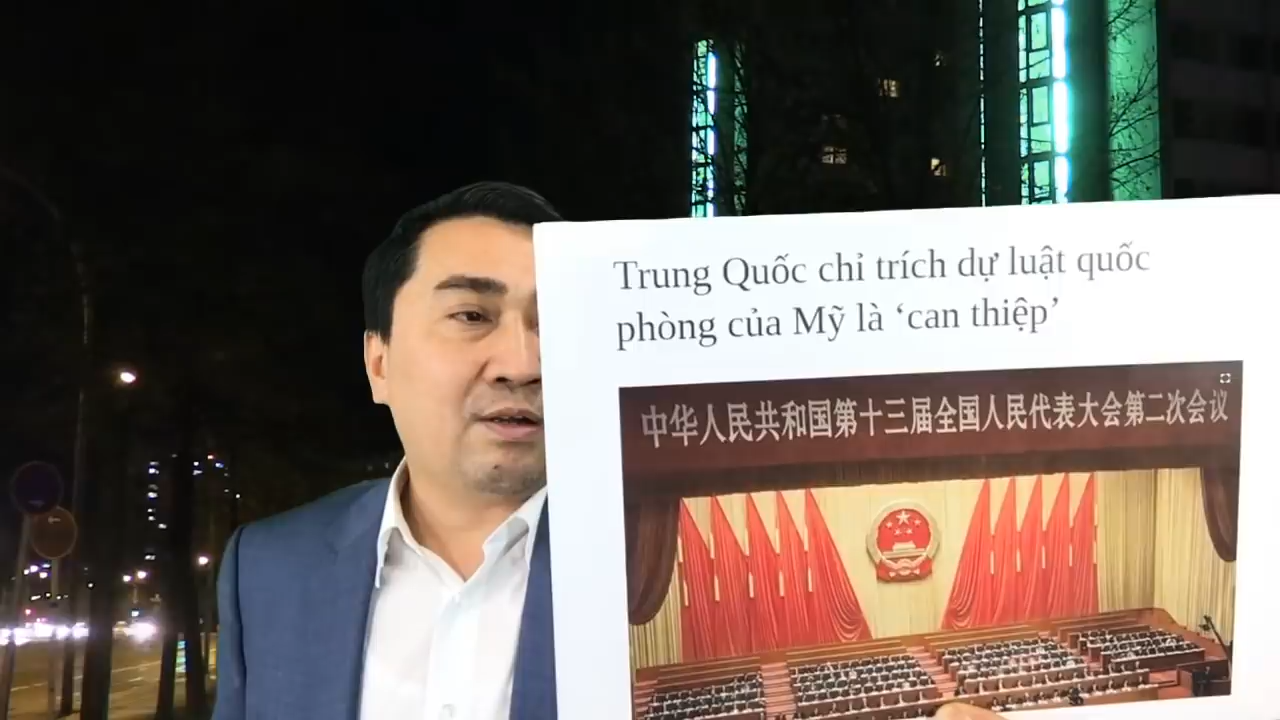 Trung Quốc chỉ trích dự luật quốc
phòng của Mỹ là ‘can thiệp’
中华人民共和国第十三届全国人民代表大会第二次会议